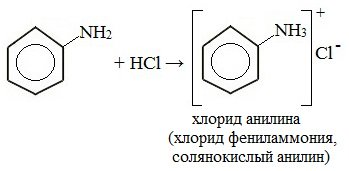 NH2 + HCl → [NH3]+ Cl-
хлорид анилина
(хлорид фениламмония,
солянокислый анилин)